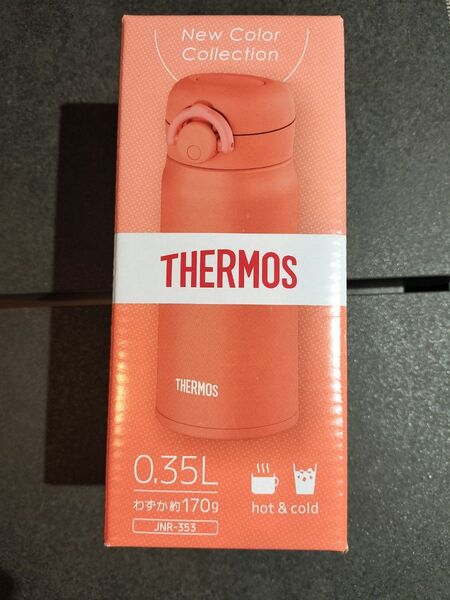 New Color
Collection
THERMOS
THERMOS
0.35L
わずか約170g
JNR-353
hot & cold